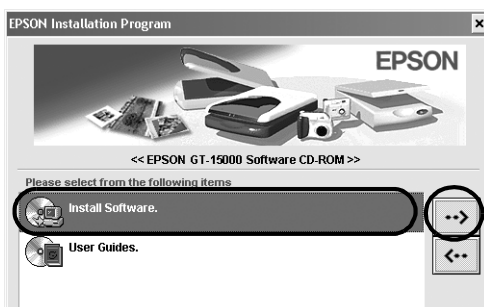 EPSON Installation Program
EPSON
<< EPSON GT-15000 Software CD-ROM >>
Please select from the following items
Install Software.
User Guides.